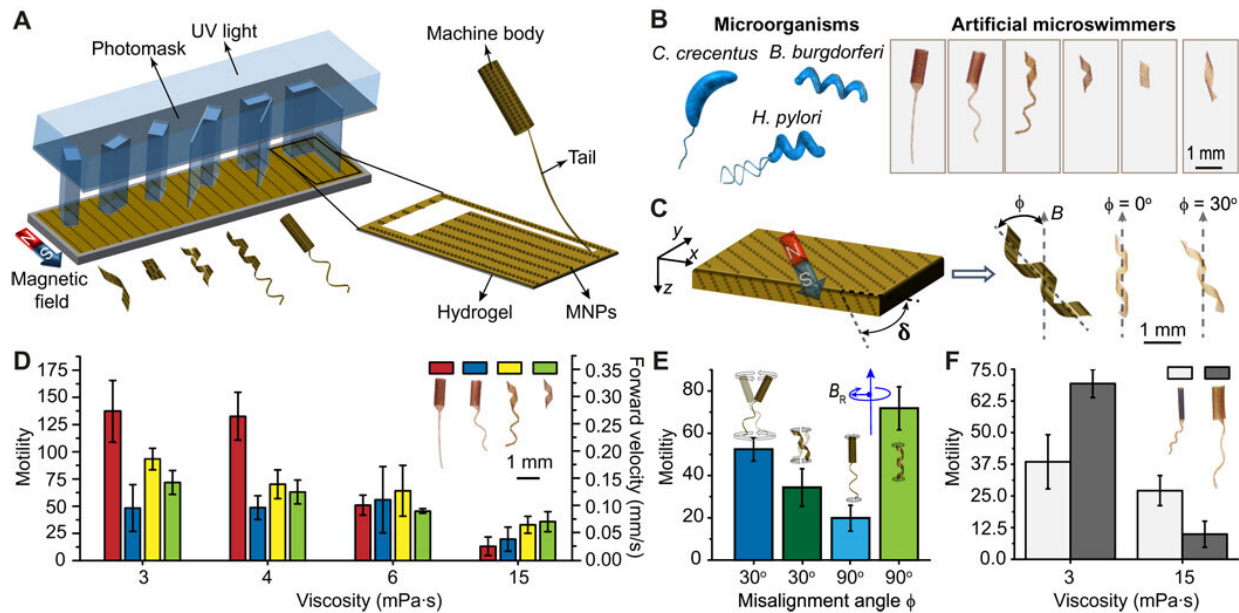 A
UV light
Photomask
Machine body
Tail
N
S
Magnetic
field
Hydrogel
MNPs
B
Microorganisms
Artificial microswimmers
C. crecentus
B. burgdorferi
H. pylori
1 mm
C
y
x
z
N
S
δ
ϕ
B
ϕ = 0°
ϕ = 30°
1 mm
D
Motility
175
150
125
100
75
50
25
0
Forward velocity (mm/s)
0.35
0.30
0.25
0.20
0.15
0.10
0.05
0.00
1 mm
3
4
6
15
Viscosity (mPa·s)
E
Motiltiy
80
60
40
20
0
B_R
30°
30°
90°
90°
Misalignment angle ϕ
F
Motility
75.0
62.5
50.0
37.5
25.0
12.5
0.0
1 mm
3
15
Viscosity (mPa·s)